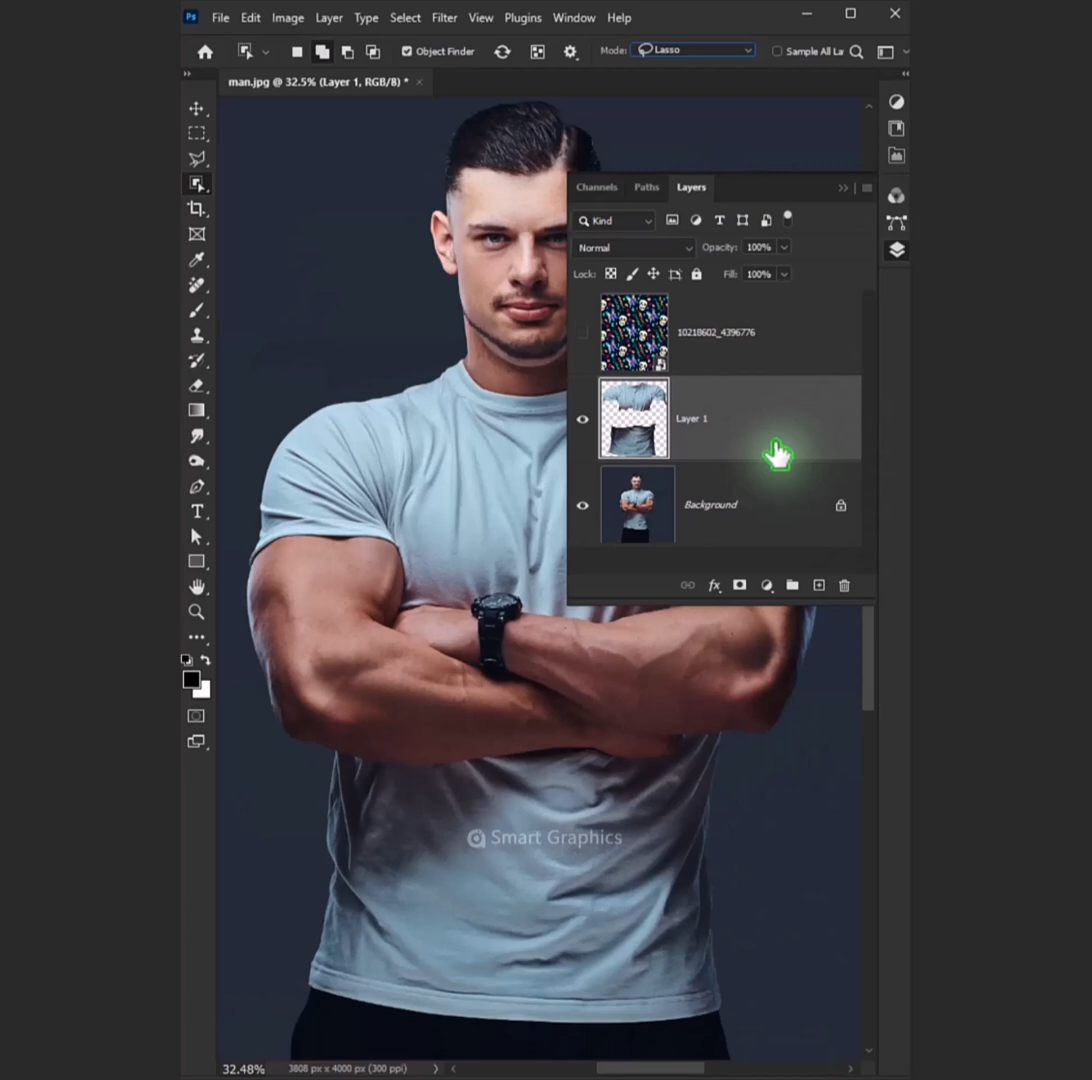 Ps File Edit Image Layer Type Select Filter View Plugins Window Help
Object Finder Mode: Lasso Sample All La
man.jpg @ 32.5% (Layer 1, RGB/8) * ×
Channels Paths Layers
Kind
Normal Opacity: 100%
Lock: Fill: 100%
10218602_4396776
Layer 1
Background
fx
Smart Graphics
32.48% 3808 px x 4000 px (300 ppi)